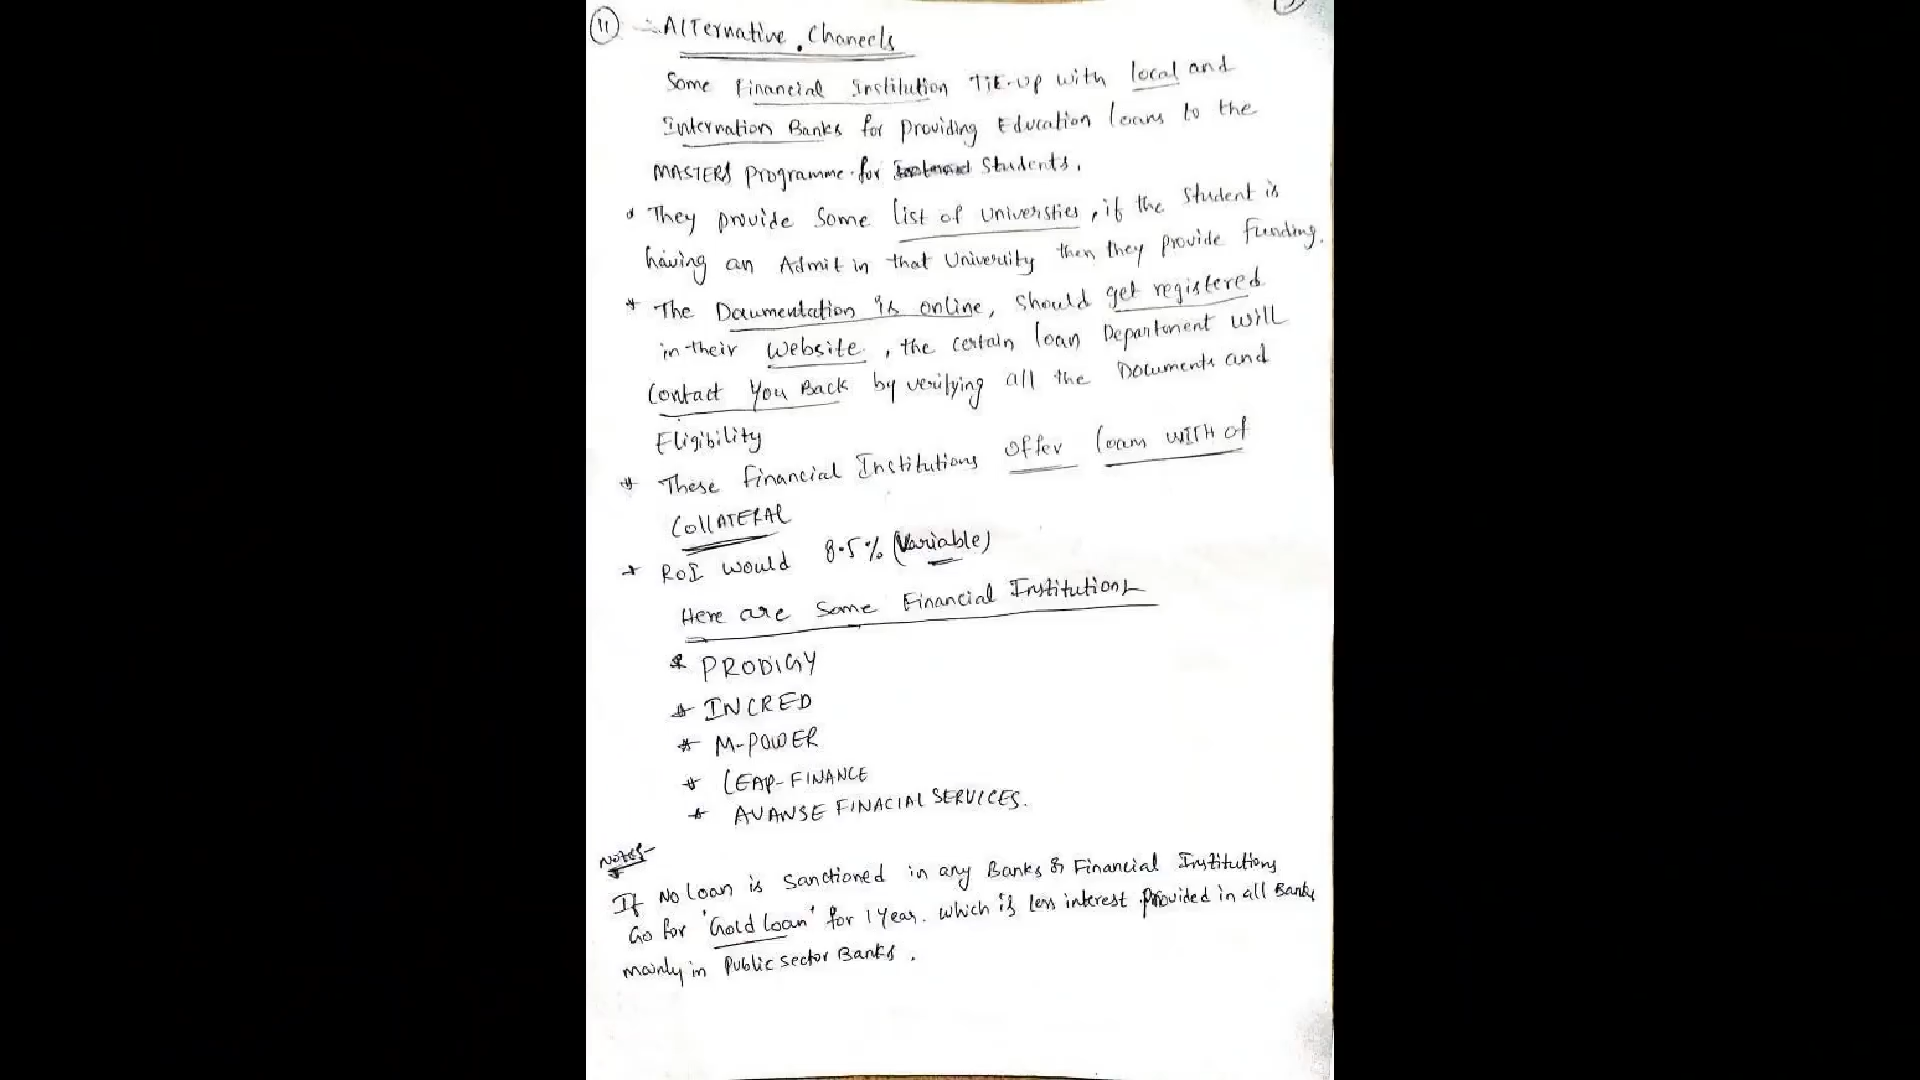 11 Alternative Chaneels
Some Financial Institution TiE-Up with local and
Internation Banks for providing Education loans to the
MASTERS programme for Students.
* They provide some list of Universties, if the Student is
having an Admit in that University then they provide funding.
* The Doumentation is online, should get registered
in their website, the certain loan Department will
Contact You Back by verifying all the Documents and
Eligibility
* These financial Institutions offer loans WITH of
COLLATERAL
* ROI would 8.5% (Variable)
Here are some Financial Institutions
* PRODIGY
* INCRED
* M-POWER
* LEAP-FINANCE
* AVANSE FINACIAL SERVICES.
Notes-
If No Loan is sanctioned in any Banks & Financial Institutions
Go for 'Gold loan' for 1 Year. which is less interest provided in all Banks
mainly in Public sector Banks.